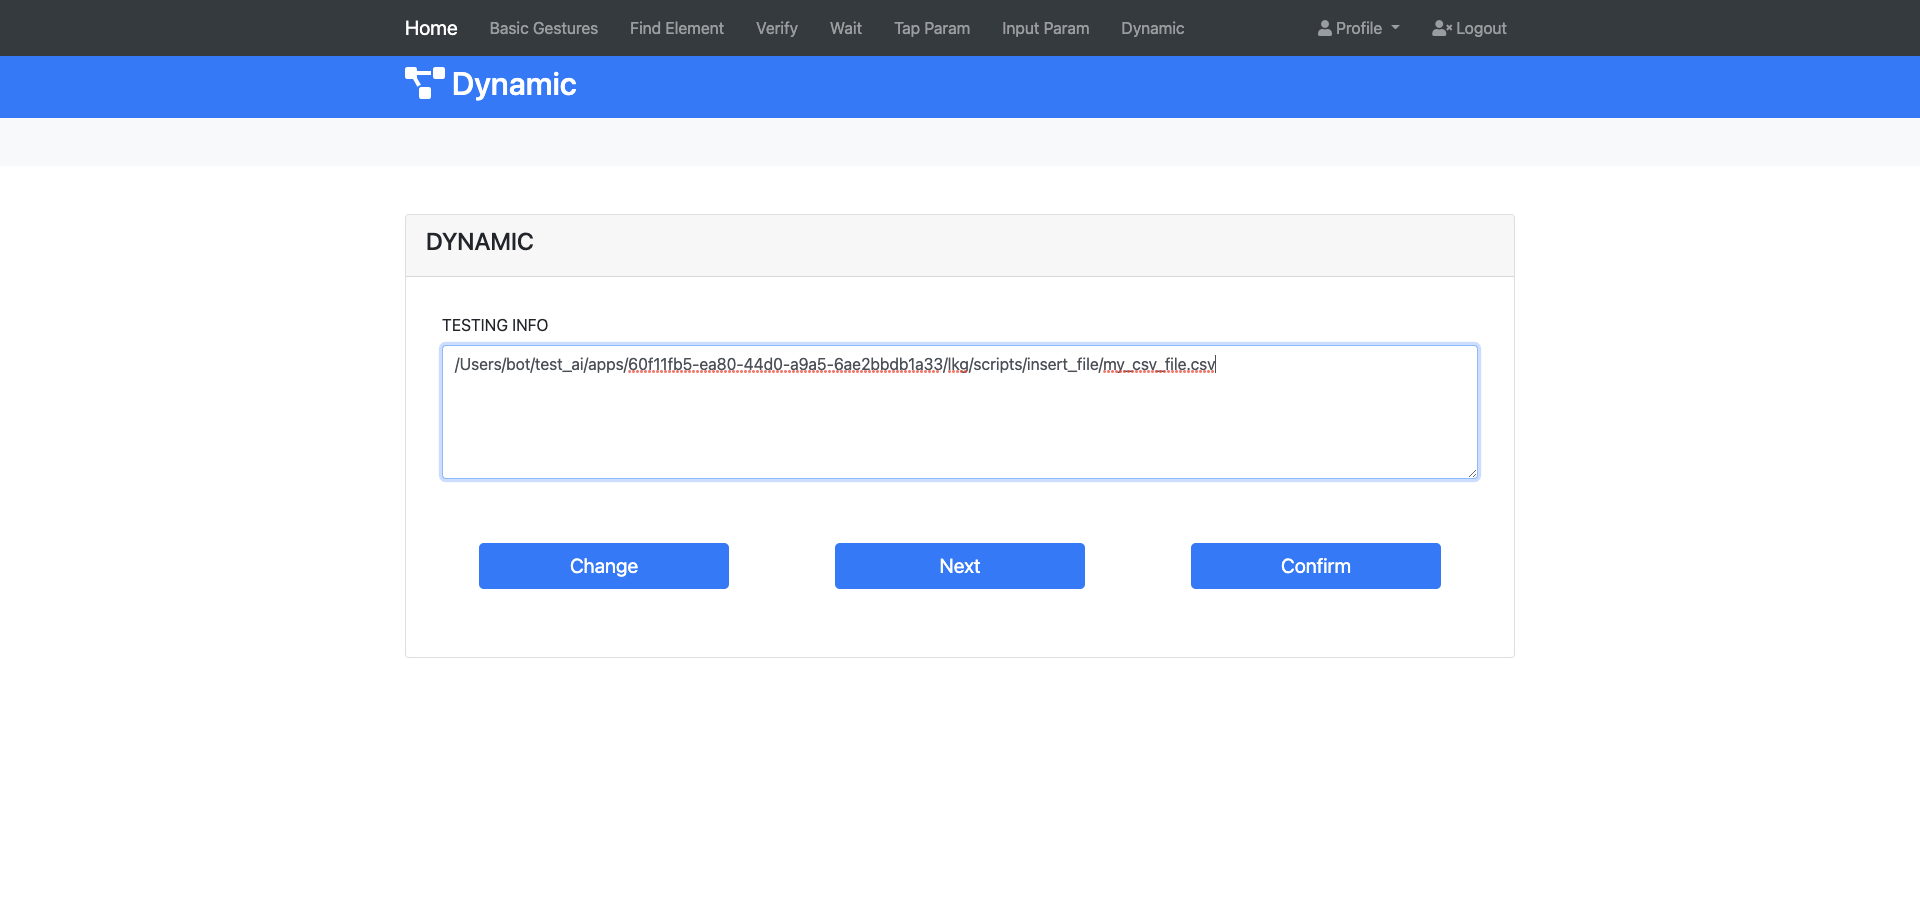 Home Basic Gestures Find Element Verify Wait Tap Param Input Param Dynamic Profile Logout
Dynamic
DYNAMIC
TESTING INFO
/Users/bot/test_ai/apps/60f11fb5-ea80-44d0-a9a5-6ae2bbdb1a33/lkg/scripts/insert_file/my_csv_file.csv
Change Next Confirm